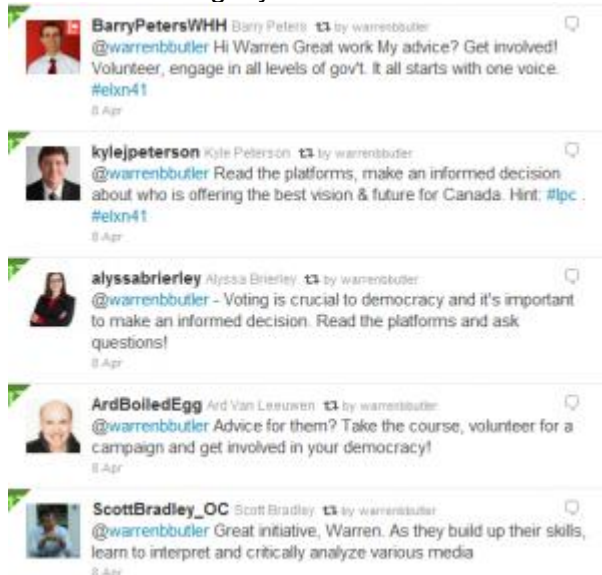 BarryPetersWHH Barry Peters by warrenbbutler
@warrenbbutler Hi Warren Great work My advice? Get involved!
Volunteer, engage in all levels of gov't. It all starts with one voice.
#elxn41
8 Apr
kylejpeterson Kyle Peterson by warrenbbutler
@warrenbbutler Read the platforms, make an informed decision
about who is offering the best vision & future for Canada. Hint: #lpc .
#elxn41
8 Apr
alyssabrierley Alyssa Brierley by warrenbbutler
@warrenbbutler - Voting is crucial to democracy and it's important
to make an informed decision. Read the platforms and ask
questions!
8 Apr
ArdBoiledEgg Ard Van Leeuwen by warrenbbutler
@warrenbbutler Advice for them? Take the course, volunteer for a
campaign and get involved in your democracy!
8 Apr
ScottBradley_OC Scott Bradley by warrenbbutler
@warrenbbutler Great initiative, Warren. As they build up their skills,
learn to interpret and critically analyze various media
8 Apr